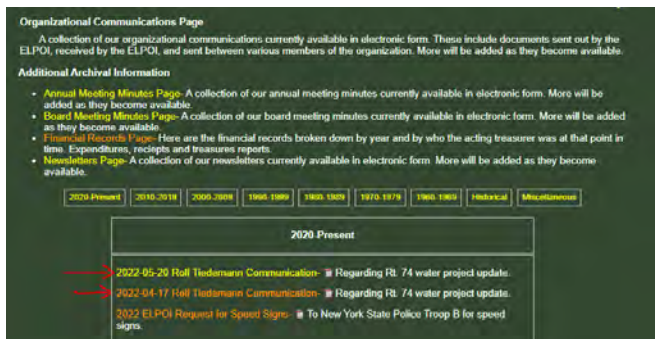 Organizational Communications Page
A collection of our organizational communications currently available in electronic form. These include documents sent out by the
ELPOI, received by the ELPOI, and sent between various members of the organization. More will be added as they become available.
Additional Archival Information
• Annual Meeting Minutes Page- A collection of our annual meeting minutes currently available in electronic form. More will be
added as they become available.
• Board Meeting Minutes Page- A collection of our board meeting minutes currently available in electronic form. More will be added
as they become available.
• Financial Records Page- Here are the financial records broken down by year and by who the acting treasurer was at that point in
time. Expenditures, reciepts and treasures reports.
• Newsletters Page- A collection of our newsletters currently available in electronic form. More will be added as they become
available.
2020-Present 2010-2019 2000-2009 1990-1999 1980-1989 1970-1979 1960-1969 Historical Miscellaneous
2020-Present
2022-05-20 Rolf Tiedemann Communication- Regarding Rt. 74 water project update.
2022-04-17 Rolf Tiedemann Communication- Regarding Rt. 74 water project update.
2022 ELPOI Request for Speed Signs- To New York State Police Troop B for speed
signs.